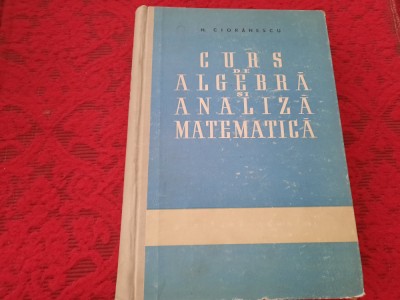 N. CIORĂNESCU
CURS
DE
ALGEBRĂ
ȘI
ANALIZĂ
MATEMATICĂ